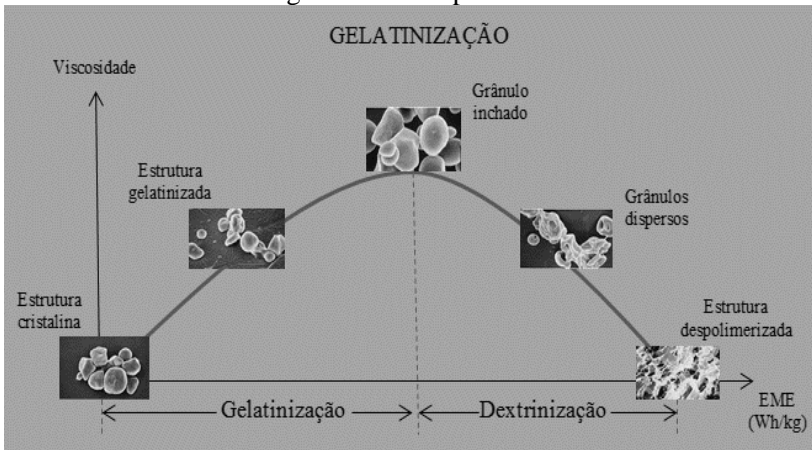 GELATINIZAÇÃO
Viscosidade
Grânulo
inchado
Estrutura
gelatinizada
Grânulos
dispersos
Estrutura
cristalina
Estrutura
despolimerizada
Gelatinização
Dextrinização
EME
(Wh/kg)